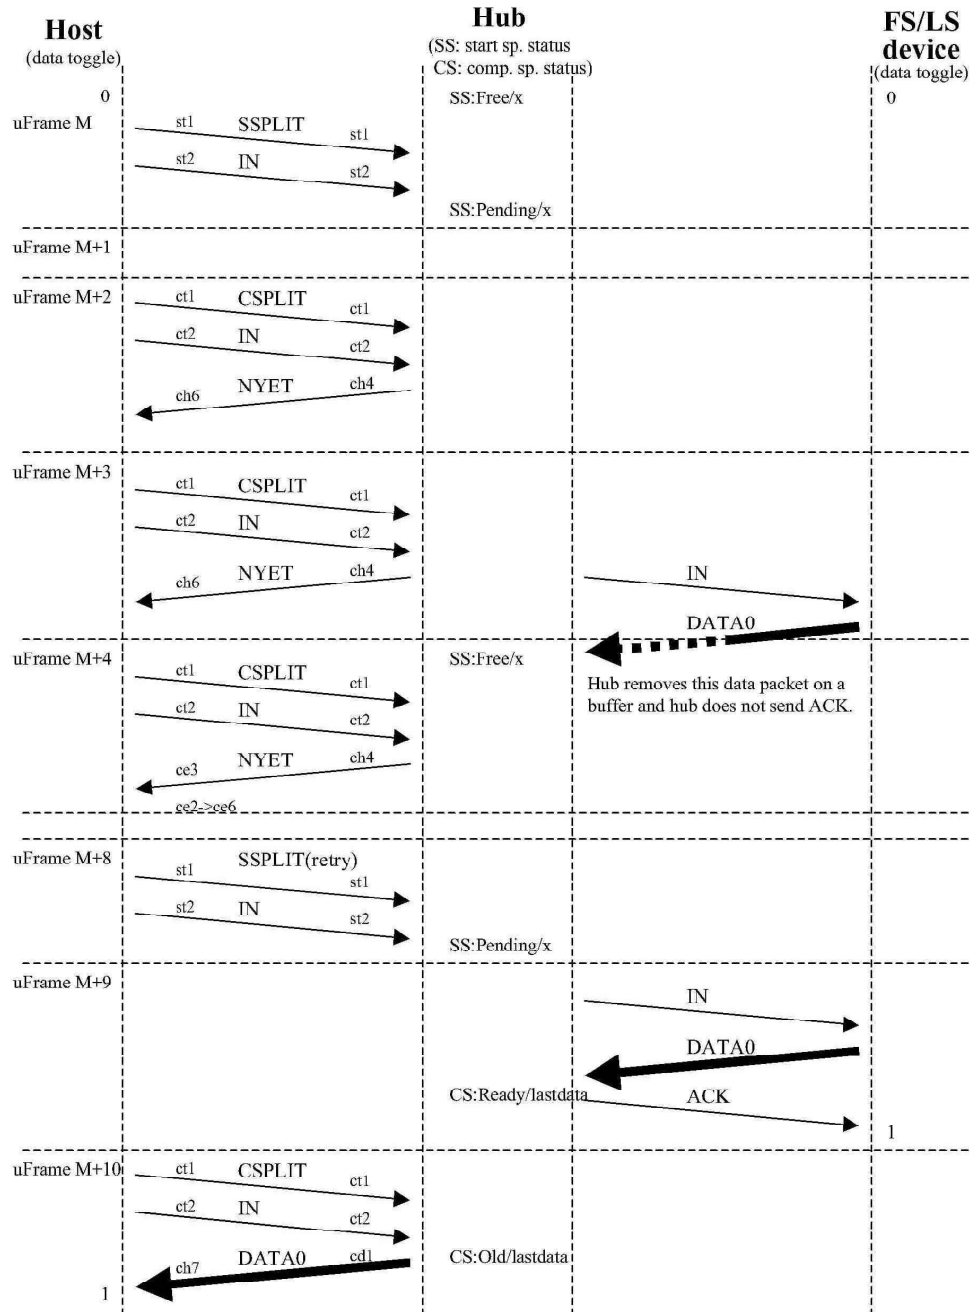 Host
(data toggle)
Hub
(SS: start sp. status
CS: comp. sp. status)
FS/LS
device
(data toggle)
0
SS:Free/x
0
uFrame M
st1 SSPLIT st1
st2 IN st2
SS:Pending/x
uFrame M+1
uFrame M+2
ct1 CSPLIT ct1
ct2 IN ct2
ch6 NYET ch4
uFrame M+3
ct1 CSPLIT ct1
ct2 IN ct2
ch6 NYET ch4
IN
DATA0
uFrame M+4
SS:Free/x
ct1 CSPLIT ct1
Hub removes this data packet on a
buffer and hub does not send ACK.
ct2 IN ct2
ce3 NYET ch4
ce2->ce6
uFrame M+8
st1 SSPLIT(retry) st1
st2 IN st2
SS:Pending/x
uFrame M+9
IN
DATA0
CS:Ready/lastdata
ACK
1
uFrame M+10
ct1 CSPLIT ct1
ct2 IN ct2
ch7 DATA0 cd1
CS:Old/lastdata
1